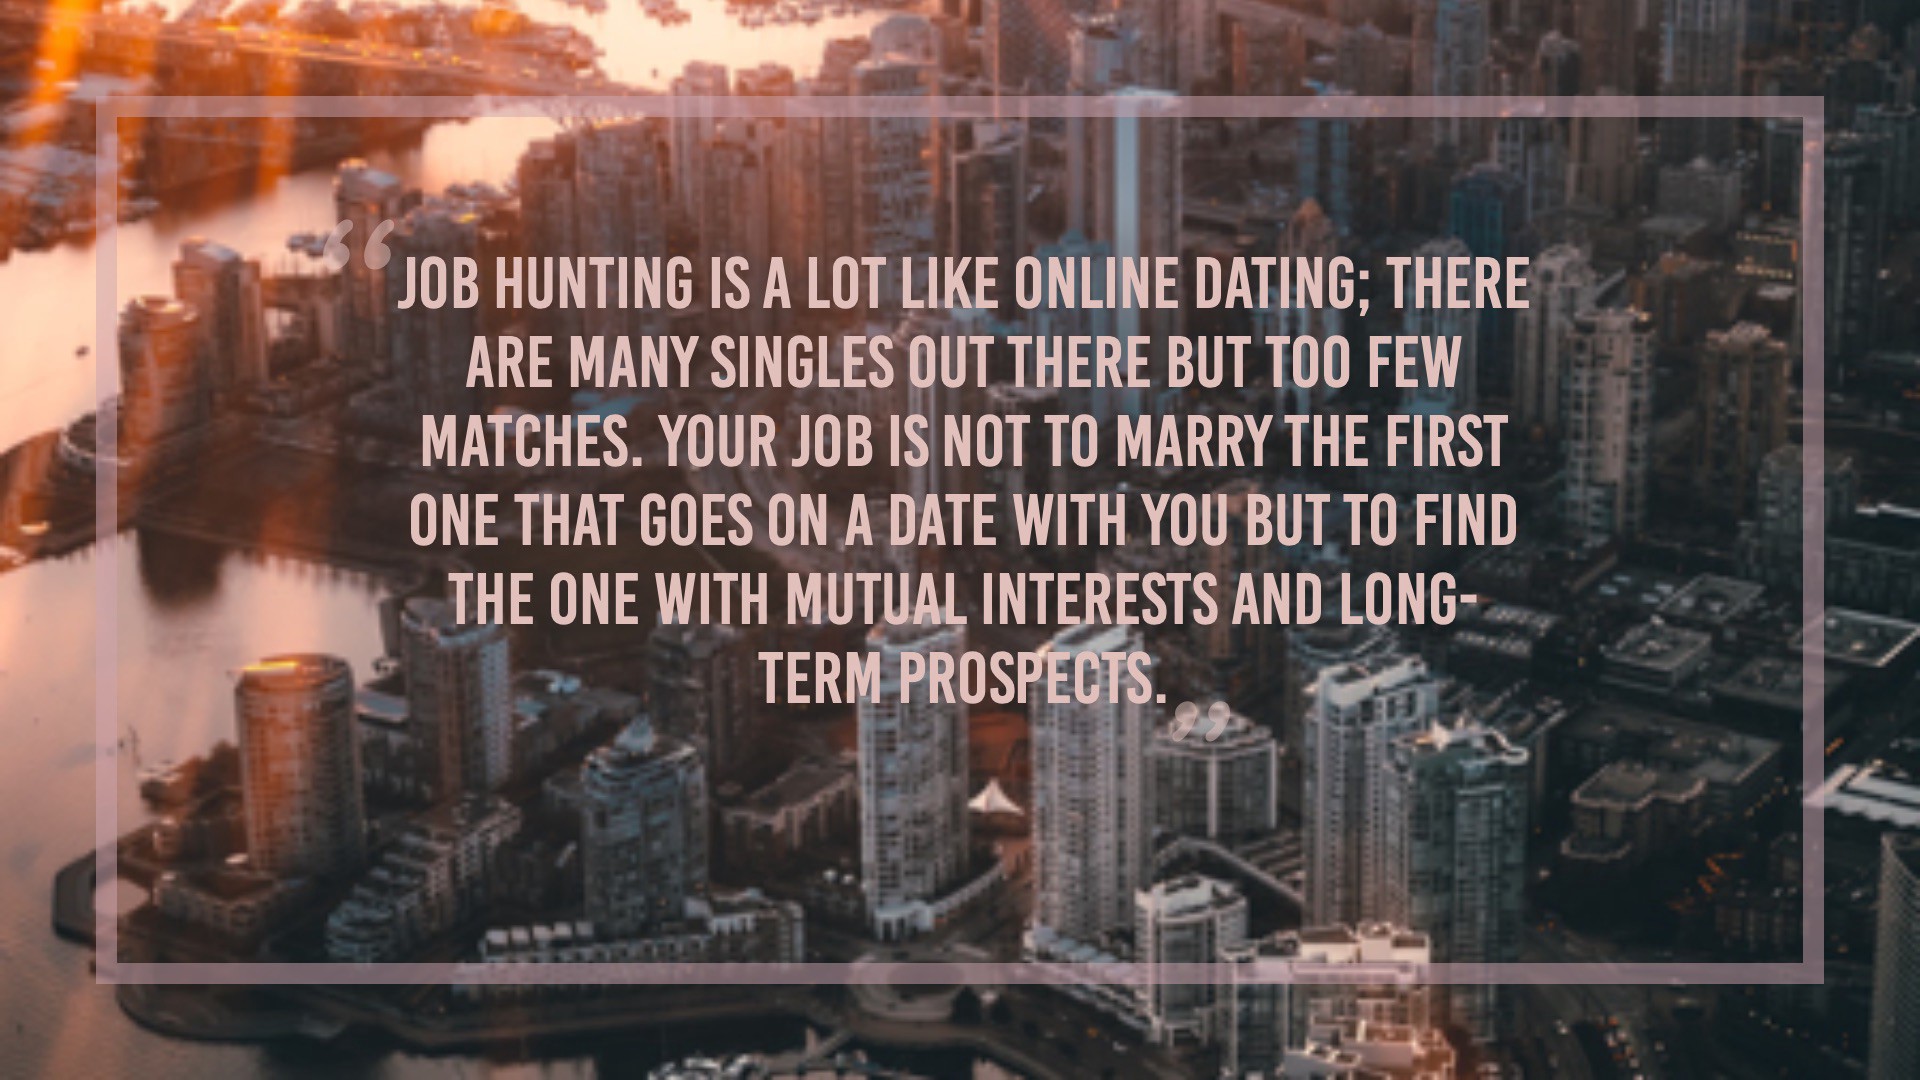 “JOB HUNTING IS A LOT LIKE ONLINE DATING; THERE
ARE MANY SINGLES OUT THERE BUT TOO FEW
MATCHES. YOUR JOB IS NOT TO MARRY THE FIRST
ONE THAT GOES ON A DATE WITH YOU BUT TO FIND
THE ONE WITH MUTUAL INTERESTS AND LONG-
TERM PROSPECTS.”